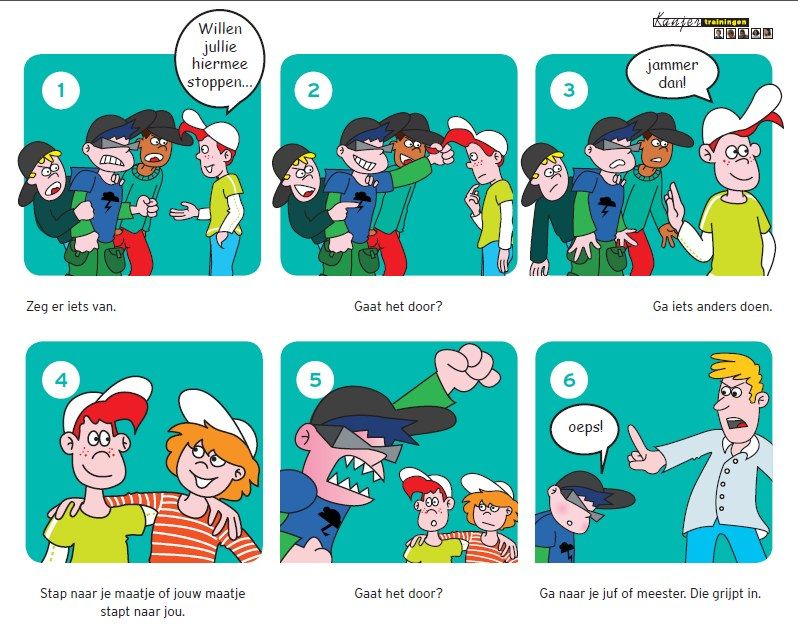 Kanjer trainingen
1
Willen
jullie
hiermee
stoppen...
2
3
jammer
dan!
Zeg er iets van.
Gaat het door?
Ga iets anders doen.
4
5
6
oeps!
Stap naar je maatje of jouw maatje
stapt naar jou.
Gaat het door?
Ga naar je juf of meester. Die grijpt in.